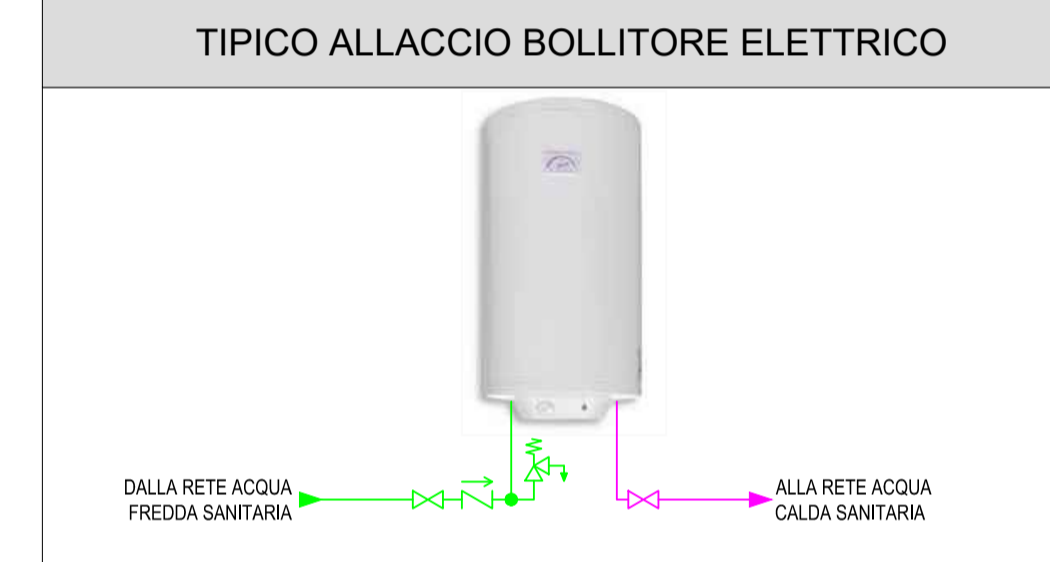 TIPICO ALLACCIO BOLLITORE ELETTRICO
DALLA RETE ACQUA
FREDDA SANITARIA
ALLA RETE ACQUA
CALDA SANITARIA